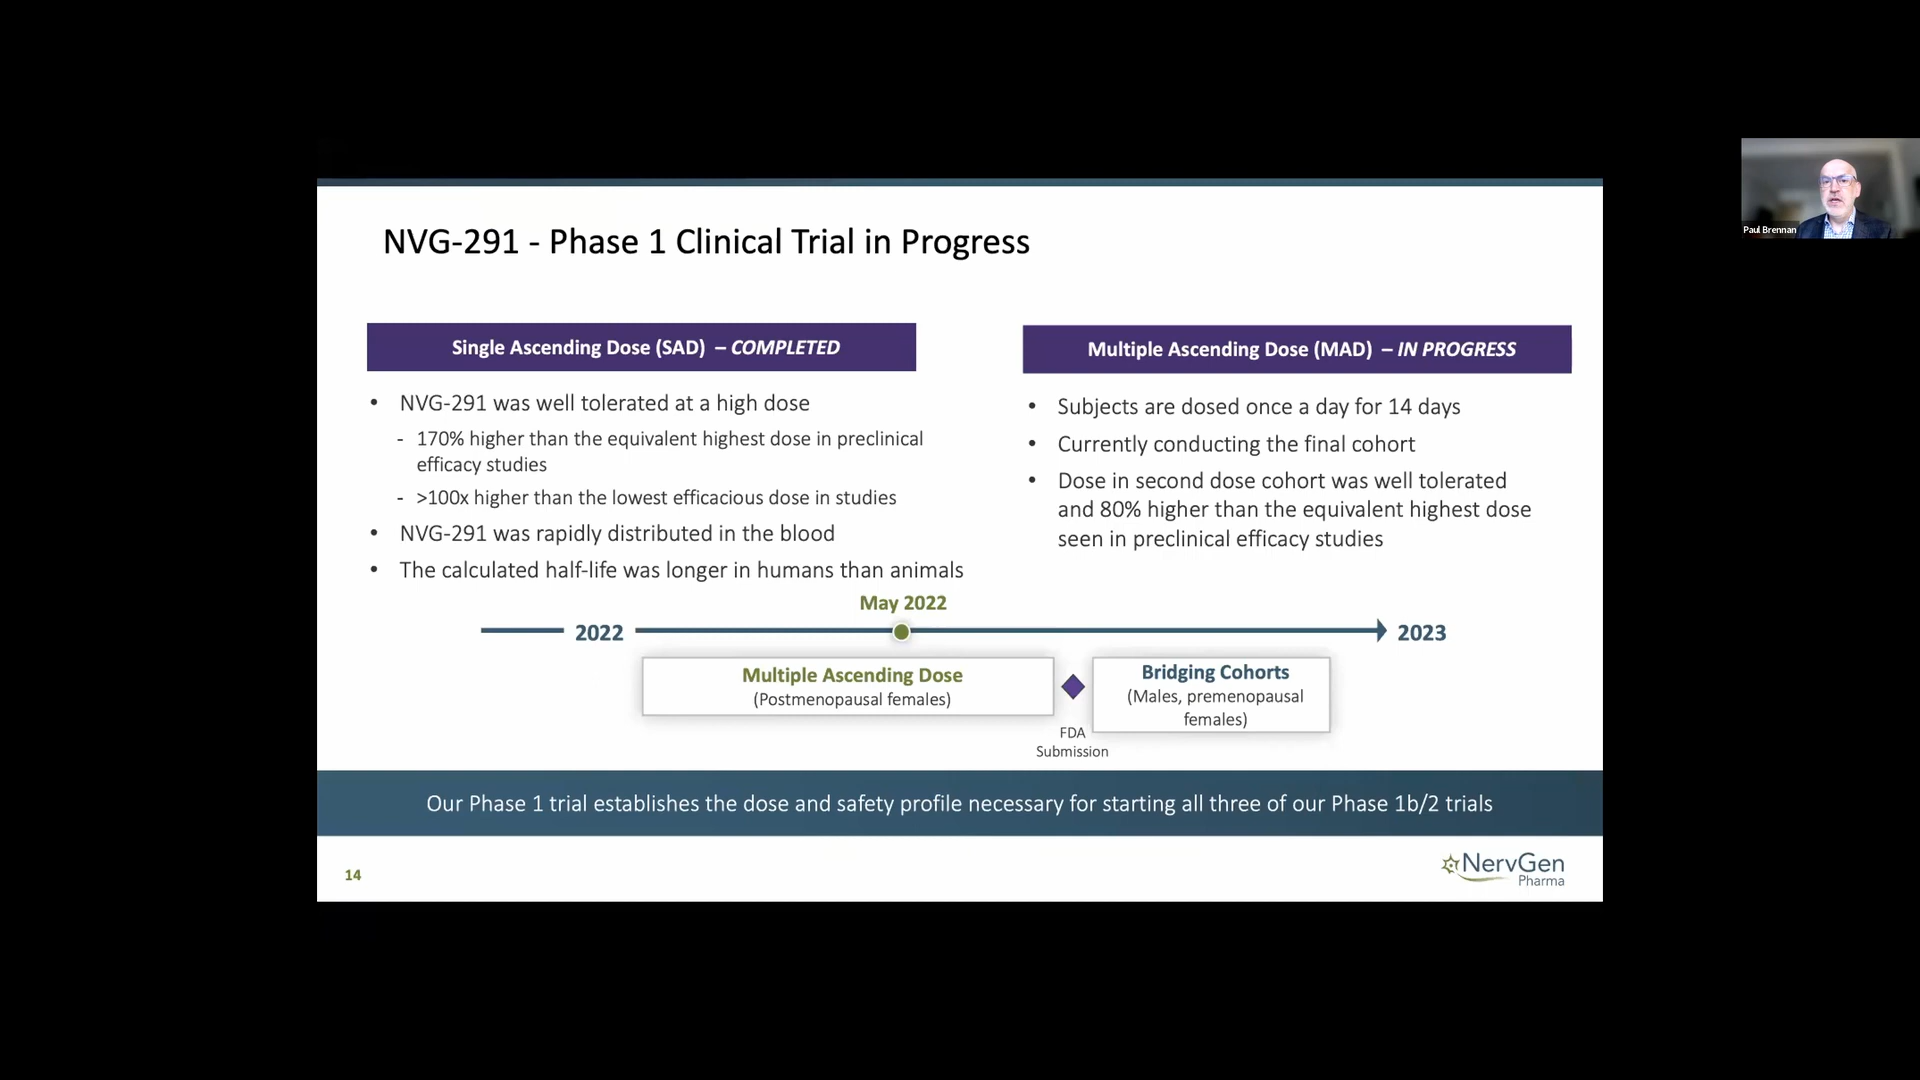 NVG-291 - Phase 1 Clinical Trial in Progress
Paul Brennan
Single Ascending Dose (SAD) – COMPLETED
• NVG-291 was well tolerated at a high dose
- 170% higher than the equivalent highest dose in preclinical
efficacy studies
- >100x higher than the lowest efficacious dose in studies
• NVG-291 was rapidly distributed in the blood
• The calculated half-life was longer in humans than animals
Multiple Ascending Dose (MAD) – IN PROGRESS
• Subjects are dosed once a day for 14 days
• Currently conducting the final cohort
• Dose in second dose cohort was well tolerated
and 80% higher than the equivalent highest dose
seen in preclinical efficacy studies
May 2022
2022
2023
Multiple Ascending Dose
(Postmenopausal females)
FDA
Submission
Bridging Cohorts
(Males, premenopausal
females)
Our Phase 1 trial establishes the dose and safety profile necessary for starting all three of our Phase 1b/2 trials
14
NervGen
Pharma